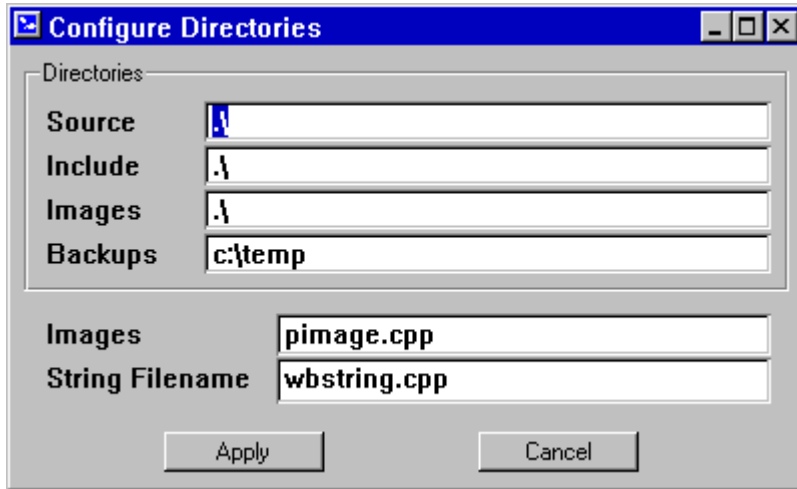 Configure Directories
Directories
Source .\
Include .\
Images .\
Backups c:\temp
Images pimage.cpp
String Filename wbstring.cpp
Apply Cancel